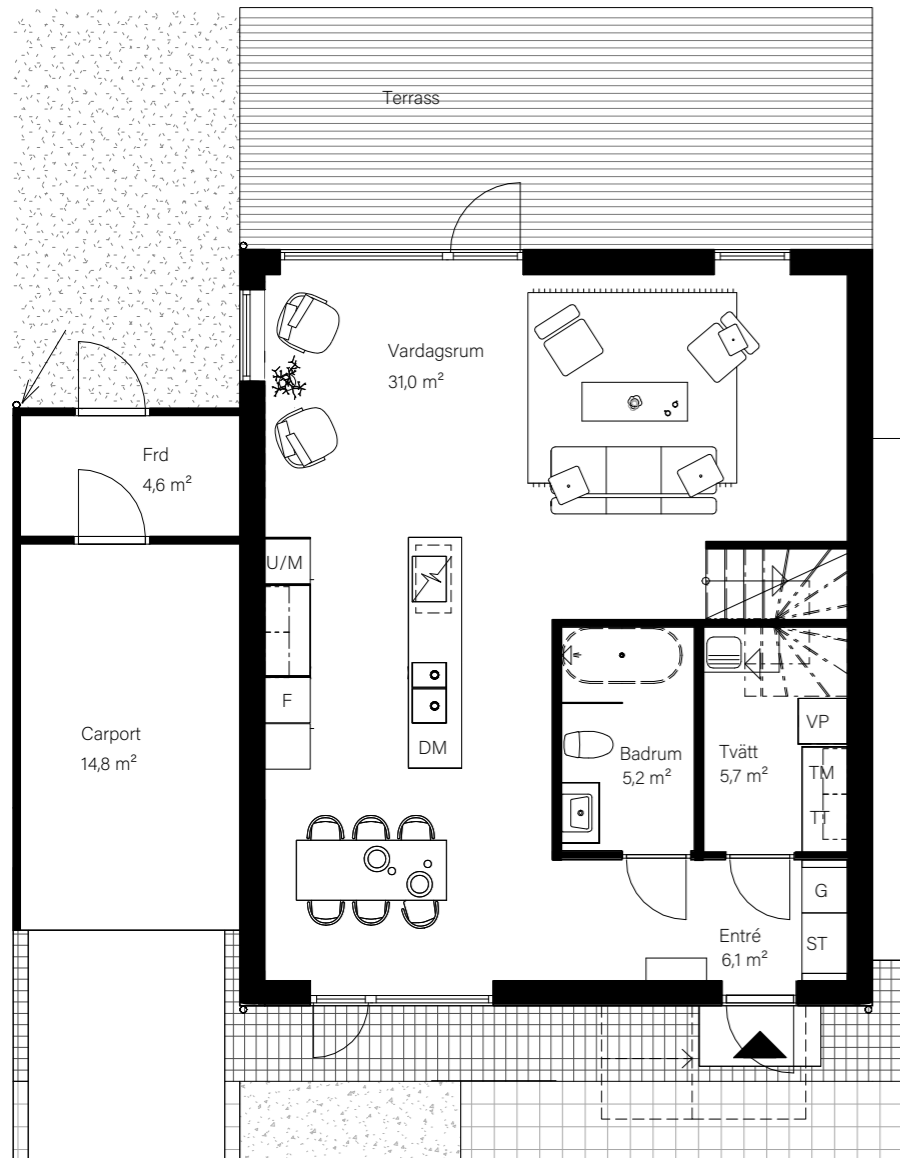 Terrass
Vardagsrum
31,0 m²
Frd
4,6 m²
U/M
F
DM
Carport
14,8 m²
Badrum
5,2 m²
Tvätt
5,7 m²
VP
TM
TT
G
Entré
6,1 m²
ST